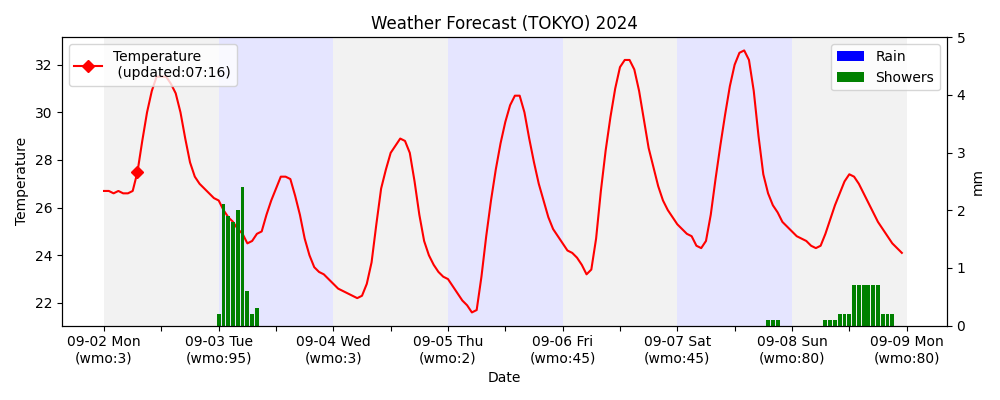 Weather Forecast (TOKYO) 2024
Temperature
(updated:07:16)
Rain
Showers
Temperature
32
30
28
26
24
22
5
4
3
2
1
0
mm
09-02 Mon
(wmo:3)
09-03 Tue
(wmo:95)
09-04 Wed
(wmo:3)
09-05 Thu
(wmo:2)
09-06 Fri
(wmo:45)
09-07 Sat
(wmo:45)
09-08 Sun
(wmo:80)
09-09 Mon
(wmo:80)
Date